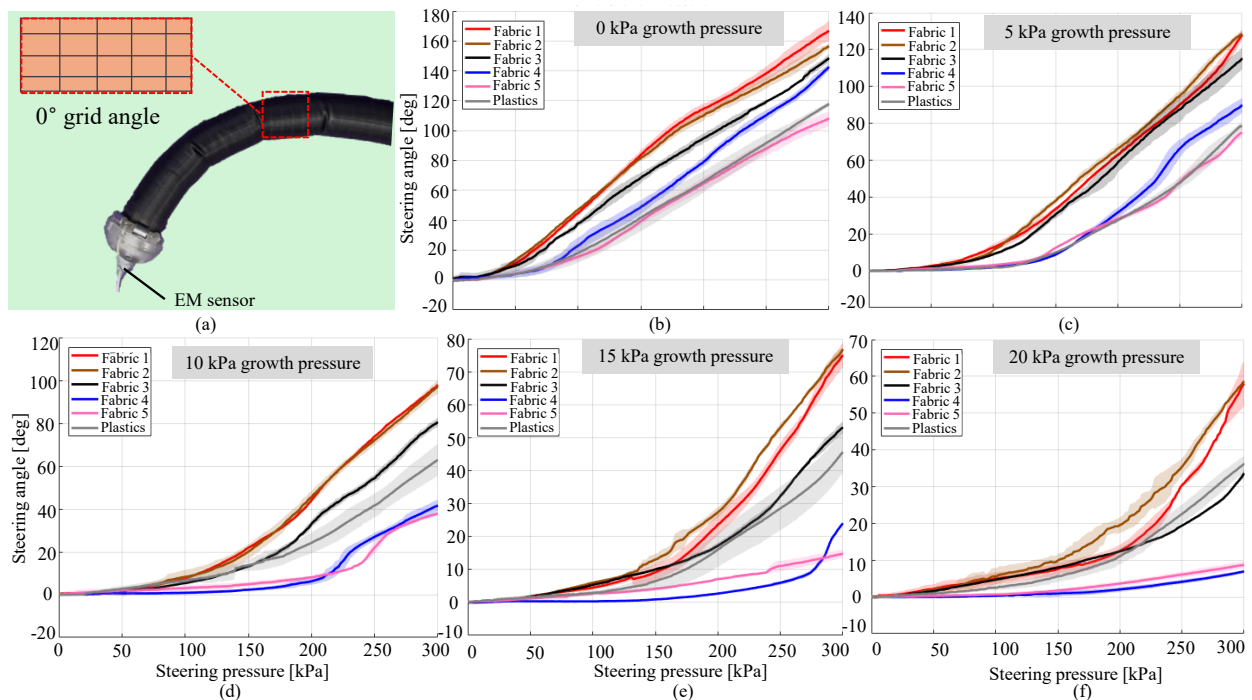 0° grid angle
EM sensor
(a)
0 kPa growth pressure
Fabric 1
Fabric 2
Fabric 3
Fabric 4
Fabric 5
Plastics
Steering angle [deg]
180
160
140
120
100
80
60
40
20
0
-20
(b)
5 kPa growth pressure
Fabric 1
Fabric 2
Fabric 3
Fabric 4
Fabric 5
Plastics
140
120
100
80
60
40
20
0
-20
(c)
10 kPa growth pressure
Fabric 1
Fabric 2
Fabric 3
Fabric 4
Fabric 5
Plastics
Steering angle [deg]
120
100
80
60
40
20
0
-20
0 50 100 150 200 250 300
Steering pressure [kPa]
(d)
15 kPa growth pressure
Fabric 1
Fabric 2
Fabric 3
Fabric 4
Fabric 5
Plastics
80
70
60
50
40
30
20
10
0
-10
0 50 100 150 200 250 300
Steering pressure [kPa]
(e)
20 kPa growth pressure
Fabric 1
Fabric 2
Fabric 3
Fabric 4
Fabric 5
Plastics
70
60
50
40
30
20
10
0
-10
0 50 100 150 200 250 300
Steering pressure [kPa]
(f)